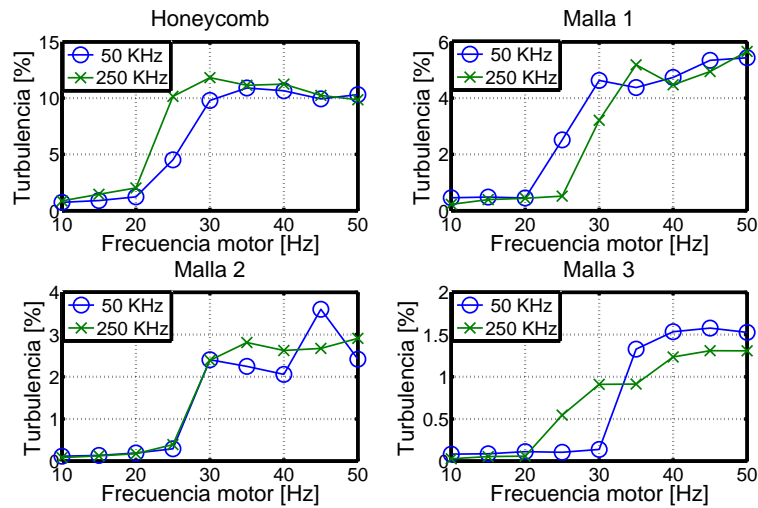 Honeycomb
15
10
5
0
Turbulencia [%]
50 KHz
250 KHz
10 20 30 40 50
Frecuencia motor [Hz]
Malla 1
6
4
2
0
Turbulencia [%]
50 KHz
250 KHz
10 20 30 40 50
Frecuencia motor [Hz]
Malla 2
4
3
2
1
0
Turbulencia [%]
50 KHz
250 KHz
10 20 30 40 50
Frecuencia motor [Hz]
Malla 3
2
1.5
1
0.5
0
Turbulencia [%]
50 KHz
250 KHz
10 20 30 40 50
Frecuencia motor [Hz]